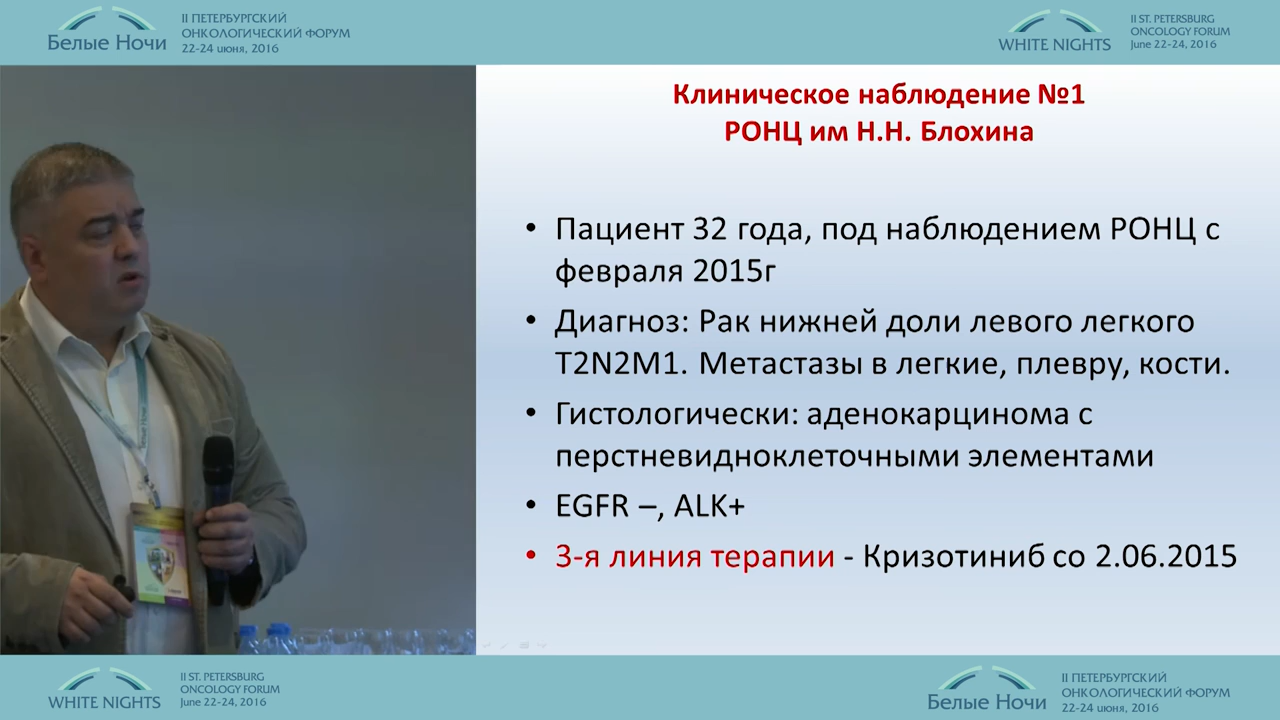 Белые Ночи
II ПЕТЕРБУРГСКИЙ
ОНКОЛОГИЧЕСКИЙ ФОРУМ
22-24 июня, 2016
WHITE NIGHTS
II ST. PETERSBURG
ONCOLOGY FORUM
June 22-24, 2016
Клиническое наблюдение №1
РОНЦ им Н.Н. Блохина
• Пациент 32 года, под наблюдением РОНЦ с
февраля 2015г
• Диагноз: Рак нижней доли левого легкого
T2N2M1. Метастазы в легкие, плевру, кости.
• Гистологически: аденокарцинома с
перстневидноклеточными элементами
• EGFR –, ALK+
• 3-я линия терапии - Кризотиниб со 2.06.2015
WHITE NIGHTS
II ST. PETERSBURG
ONCOLOGY FORUM
June 22-24, 2016
Белые Ночи
II ПЕТЕРБУРГСКИЙ
ОНКОЛОГИЧЕСКИЙ ФОРУМ
22-24 июня, 2016